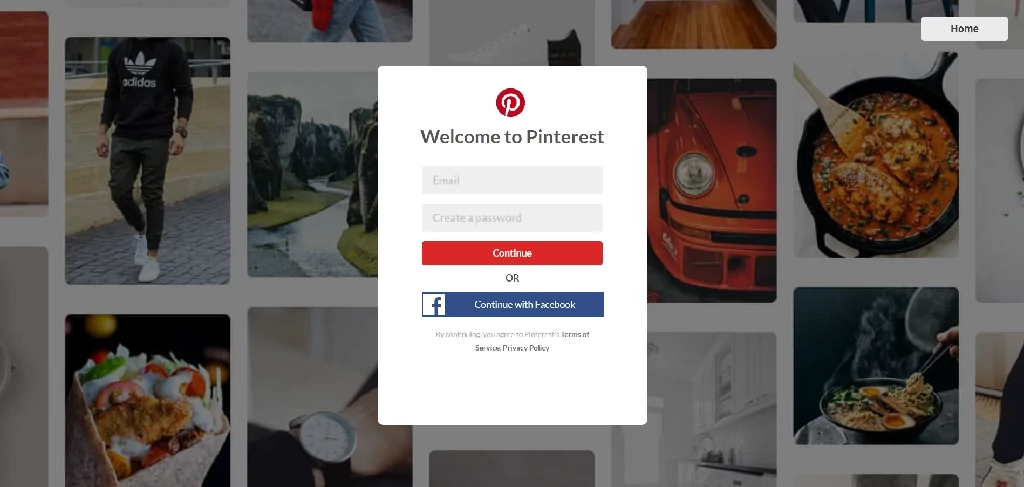 Home
adidas
Welcome to Pinterest
Email
Create a password
Continue
OR
Continue with Facebook
By continuing, you agree to Pinterest's Terms of
Service, Privacy Policy